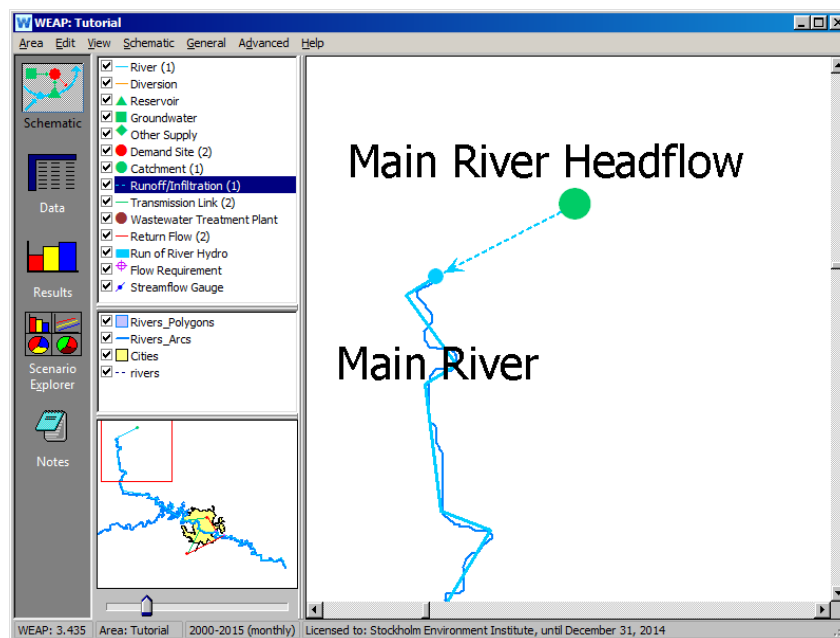 WEAP: Tutorial
Area Edit View Schematic General Advanced Help
Schematic
Data
Results
Scenario
Explorer
Notes
River (1)
Diversion
Reservoir
Groundwater
Other Supply
Demand Site (2)
Catchment (1)
Runoff/Infiltration (1)
Transmission Link (2)
Wastewater Treatment Plant
Return Flow (2)
Run of River Hydro
Flow Requirement
Streamflow Gauge
Rivers_Polygons
Rivers_Arcs
Cities
rivers
Main River Headflow
Main River
WEAP: 3.435 Area: Tutorial 2000-2015 (monthly) Licensed to: Stockholm Environment Institute, until December 31, 2014